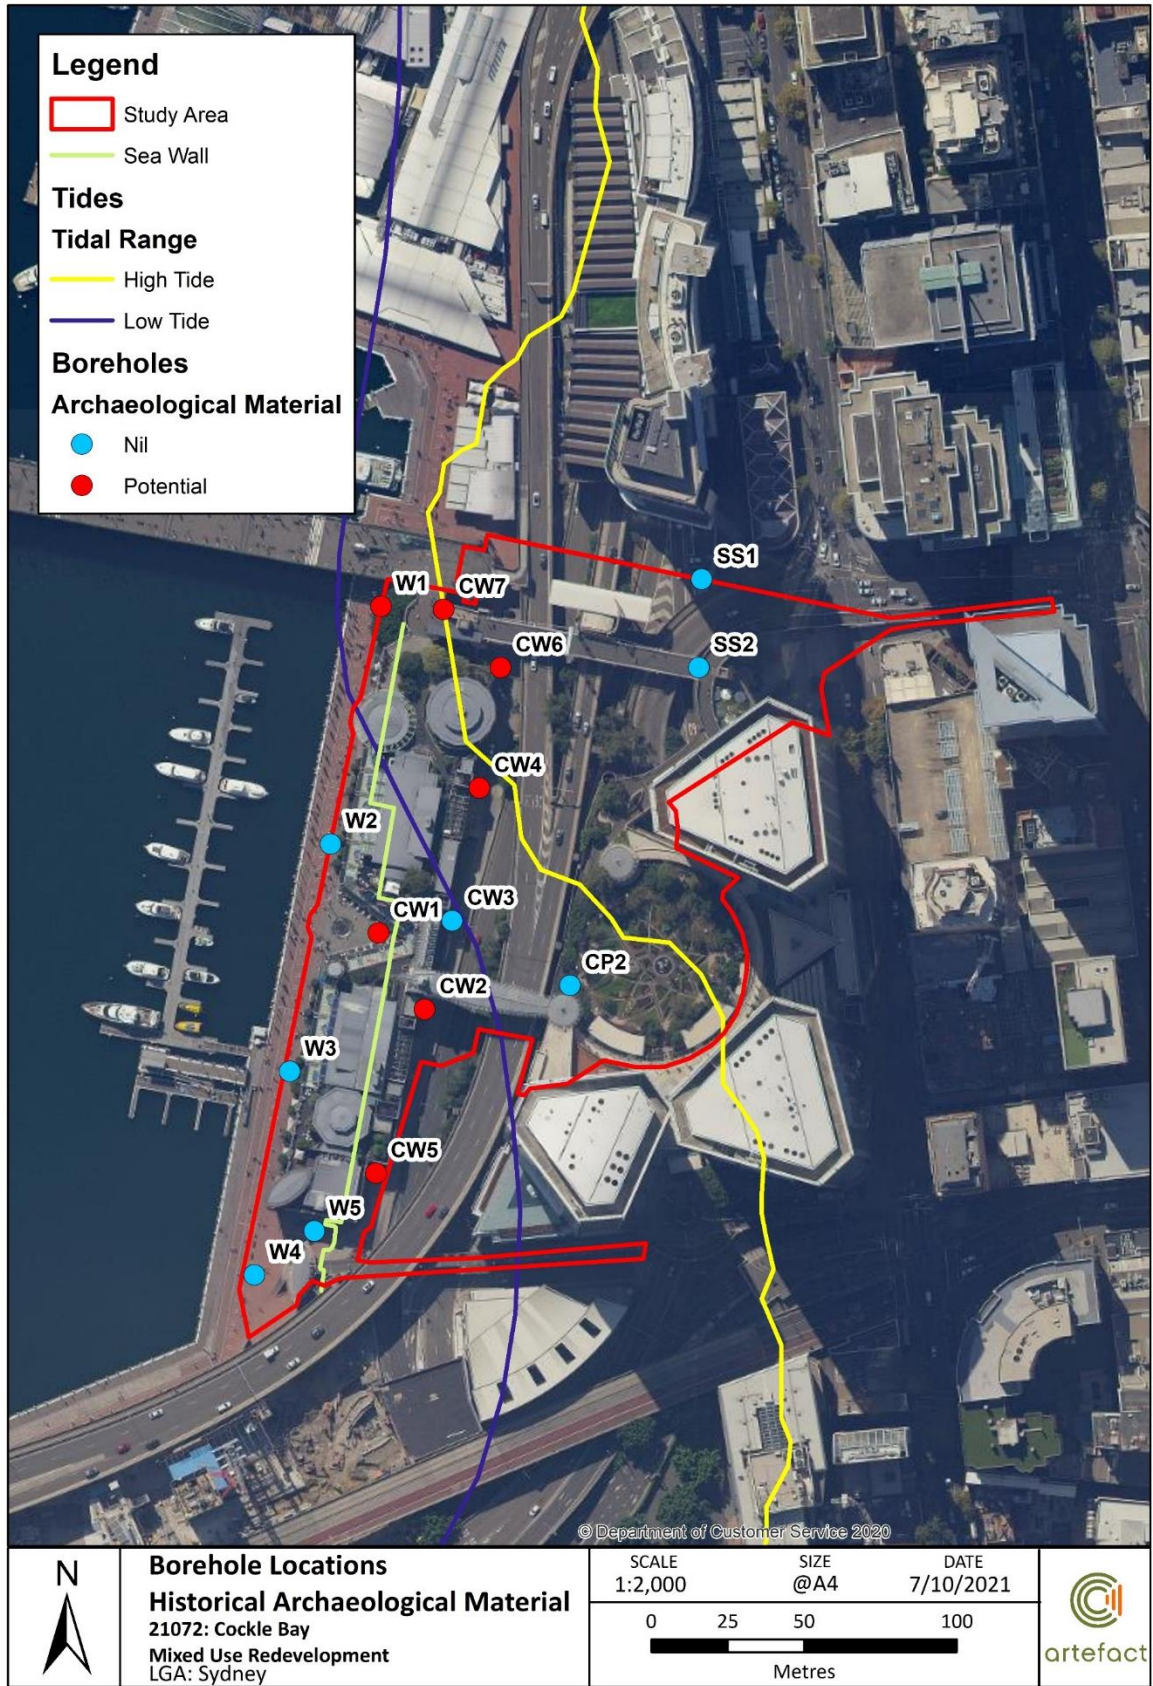 Legend
Study Area
Sea Wall
Tides
Tidal Range
High Tide
Low Tide
Boreholes
Archaeological Material
Nil
Potential
SS1
W1
CW7
CW6
SS2
CW4
W2
CW1
CW3
CP2
CW2
W3
CW5
W5
W4
© Department of Customer Service 2020
N
Borehole Locations
Historical Archaeological Material
21072: Cockle Bay
Mixed Use Redevelopment
LGA: Sydney
SCALE
1:2,000
SIZE
@A4
DATE
7/10/2021
0 25 50 100
Metres
artefact